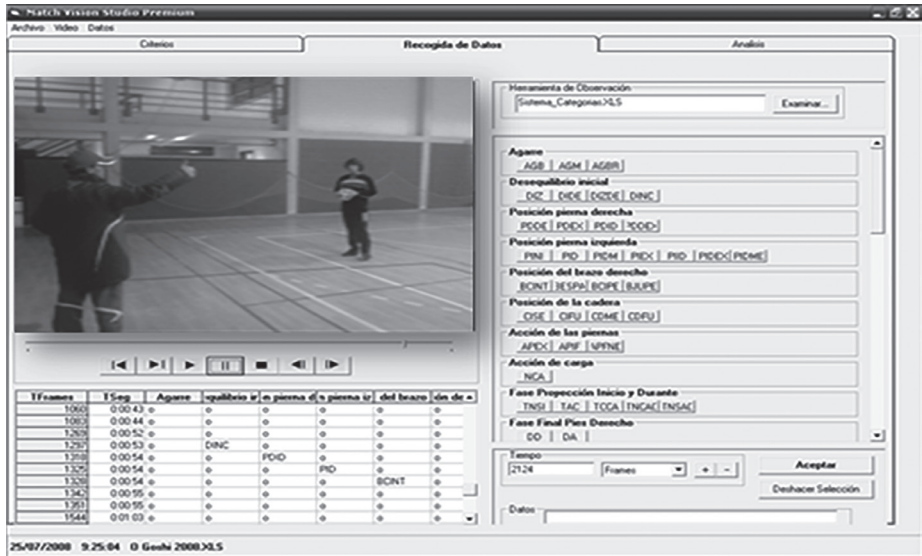 Match Vision Studio Premium
Archivo Video Datos
Criterios Recogida de Datos Analisis
Herramienta de Observación
Sistema_Categorias.XLS Examinar...
Agarre
AGB AGM AGBR
Desequilibrio inicial
DIZ DIDE DIZDE DINC
Posición pierna derecha
PDDE PDEX PDID
Posición pierna izquierda
PINI PID PIDM PIEX PIID PIDEX PIDME
Posición del brazo derecho
BCINT BCIPE BJUPE
Posición de la cadera
CISE CIFU CDME CDFU
Acción de las piernas
APEX APIF
Acción de carga
NCA
Fase Proyección Inicio y Durante
TNSI TAC TCCA TNCAC TNSAC
Fase Final Pies Derecho
DD DA
TFrames TSeg Agarre
1060 0:00:43 o o o o o o
1083 0:00:44 o o o o o o
1269 0:00:52 o o o o o o
1297 0:00:53 o DINC o o o o
1318 0:00:54 o o PDID o o o
1325 0:00:54 o o o PID o o
1328 0:00:54 o o o o BCINT o
1342 0:00:55 o o o o o o
1351 0:00:55 o o o o o o
1544 0:01:03 o o o o o o
Tiempo
2124 Frames + - Aceptar
Deshacer Selección
Datos
25/07/2008 9:25:04 O Goshi 2008.XLS